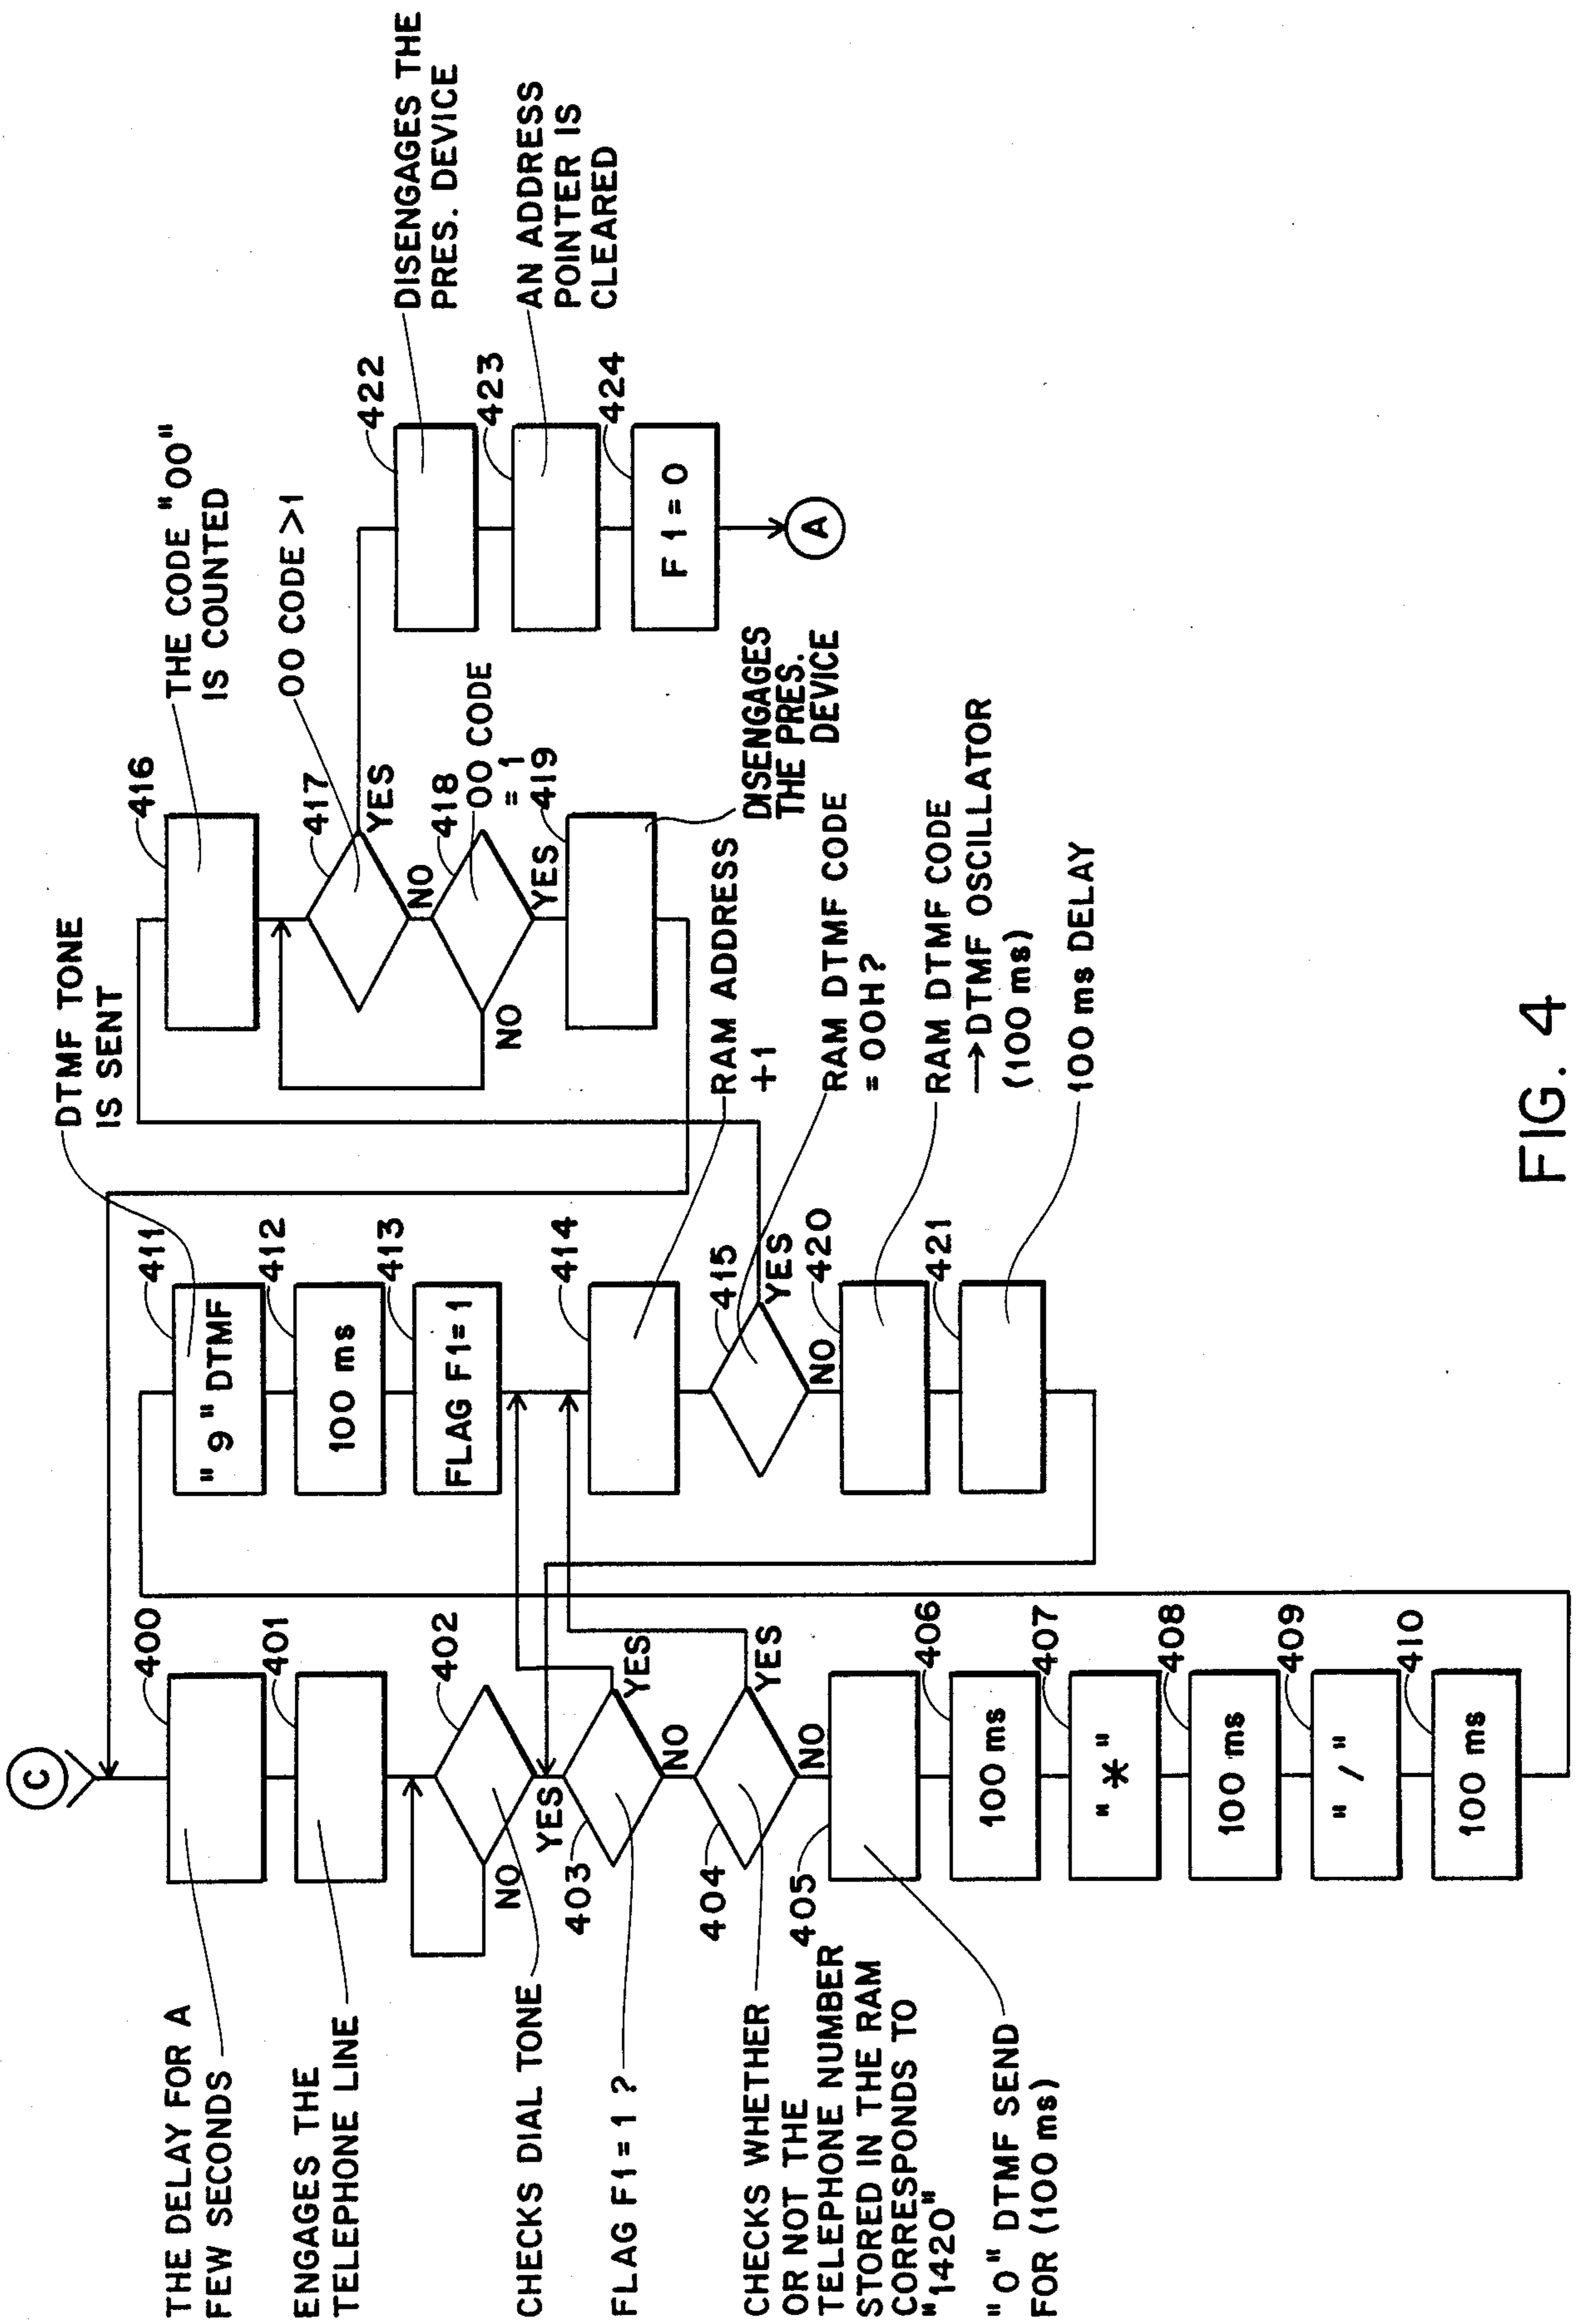 C
THE DELAY FOR A
FEW SECONDS
400
ENGAGES THE
TELEPHONE LINE
401
402
CHECKS DIAL TONE
NO
YES
403
FLAG F1 = 1 ?
YES
NO
404
CHECKS WHETHER
OR NOT THE
TELEPHONE NUMBER
STORED IN THE RAM
CORRESPONDS TO
"1420"
YES
NO
405
"0" DTMF SEND
FOR (100 ms)
406
100 ms
407
"*"
408
100 ms
409
"/"
410
100 ms
DTMF TONE
IS SENT
411
"9" DTMF
412
100 ms
413
FLAG F1=1
414
RAM ADDRESS
+1
415
RAM DTMF CODE
= 00H?
YES
NO
420
RAM DTMF CODE
→DTMF OSCILLATOR
(100 ms)
421
100 ms DELAY
416
THE CODE "00"
IS COUNTED
417
00 CODE >1
YES
NO
418
00 CODE
= 1
NO
YES
419
DISENGAGES
THE PRES.
DEVICE
422
DISENGAGES THE
PRES. DEVICE
423
AN ADDRESS
POINTER IS
CLEARED
424
F1=0
A
FIG. 4